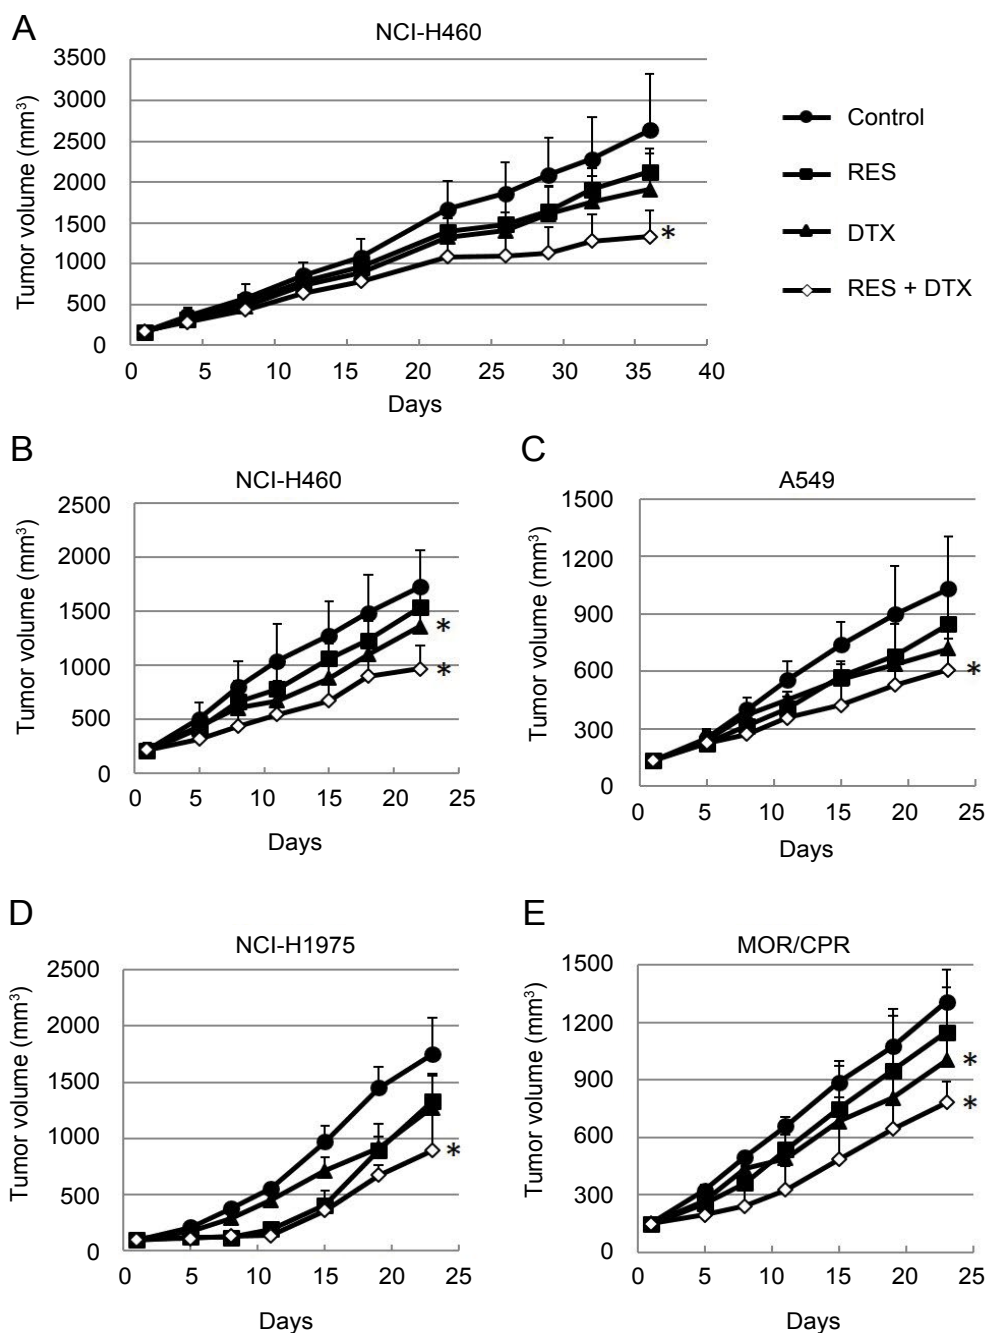 A
NCI-H460
Tumor volume (mm³)
3500
3000
2500
2000
1500
1000
500
0
*
0 5 10 15 20 25 30 35 40
Days
Control
RES
DTX
RES + DTX
B
NCI-H460
Tumor volume (mm³)
2500
2000
1500
1000
500
0
*
*
0 5 10 15 20 25
Days
C
A549
Tumor volume (mm³)
1500
1200
900
600
300
0
*
0 5 10 15 20 25
Days
D
NCI-H1975
Tumor volume (mm³)
2500
2000
1500
1000
500
0
*
0 5 10 15 20 25
Days
E
MOR/CPR
Tumor volume (mm³)
1500
1200
900
600
300
0
*
*
0 5 10 15 20 25
Days